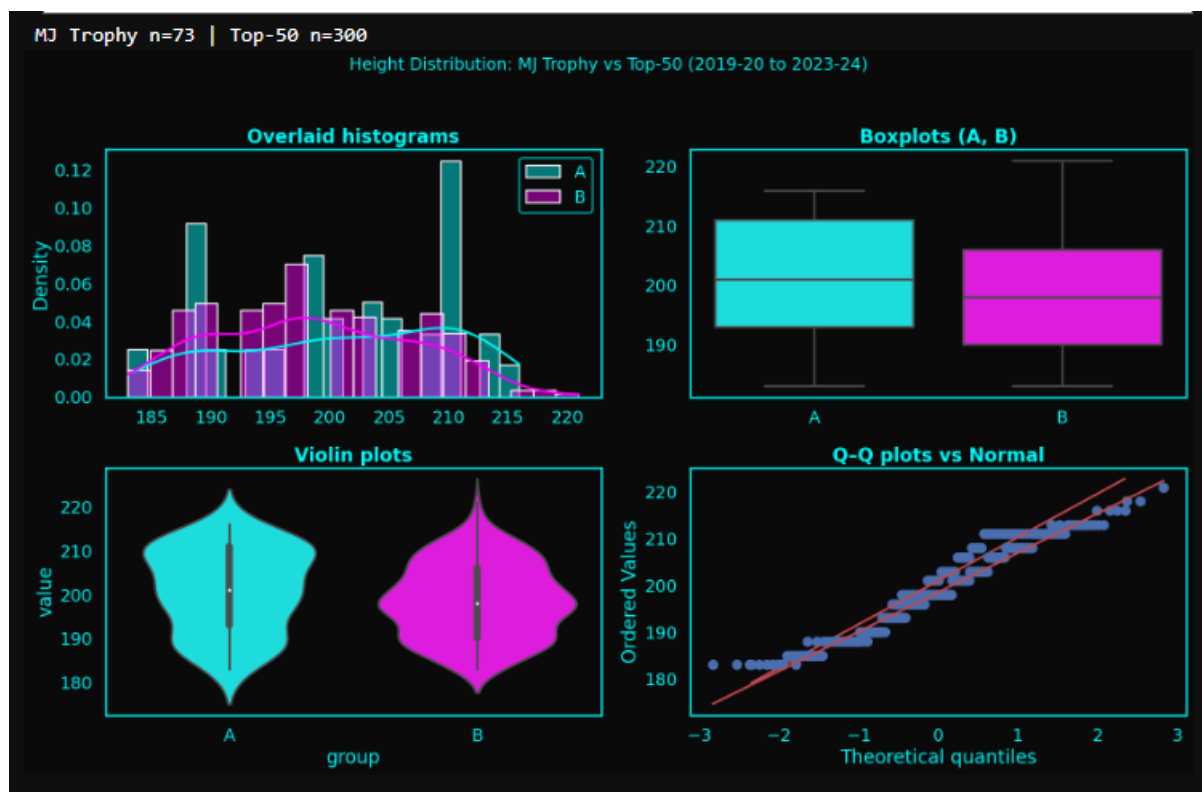 MJ Trophy n=73 | Top-50 n=300
Height Distribution: MJ Trophy vs Top-50 (2019-20 to 2023-24)
Overlaid histograms
Density
0.12
0.10
0.08
0.06
0.04
0.02
0.00
A
B
185 190 195 200 205 210 215 220
Boxplots (A, B)
220
210
200
190
A B
Violin plots
value
220
210
200
190
180
A B
group
Q–Q plots vs Normal
Ordered Values
220
210
200
190
180
−3 −2 −1 0 1 2 3
Theoretical quantiles